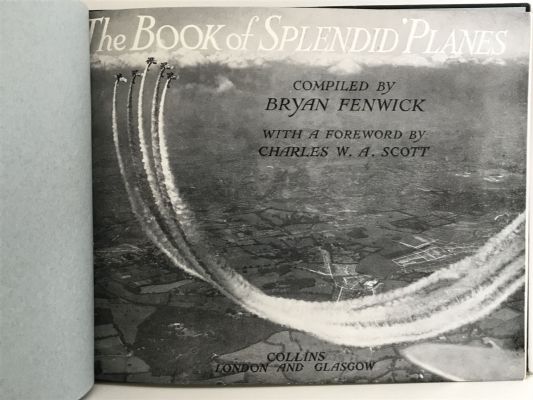 The BOOK of SPLENDID 'PLANES
COMPILED BY
BRYAN FENWICK
WITH A FOREWORD BY
CHARLES W. A. SCOTT
COLLINS
LONDON AND GLASGOW